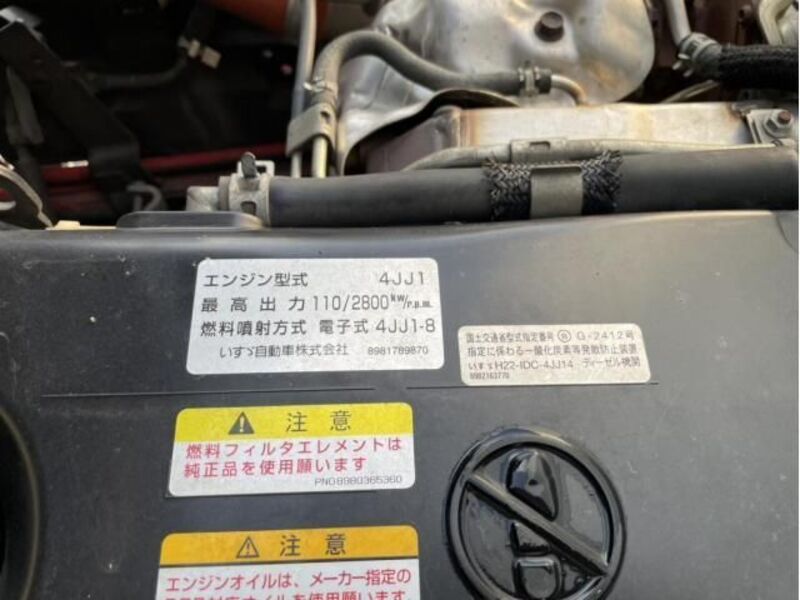 エンジン型式 4JJ1
最高出力 110/2800kW/r.p.m.
燃料噴射方式 電子式 4JJ1-8
いすゞ自動車株式会社 8981789870
国土交通省型式指定番号 G-2412号
指定に係わる一酸化炭素等発散防止装置
いすゞ H22-IDC-4JJ14 ディーゼル機関
8982163770
注意
燃料フィルタエレメントは
純正品を使用願います
PNO8980365360
注意
エンジンオイルは、メーカー指定の